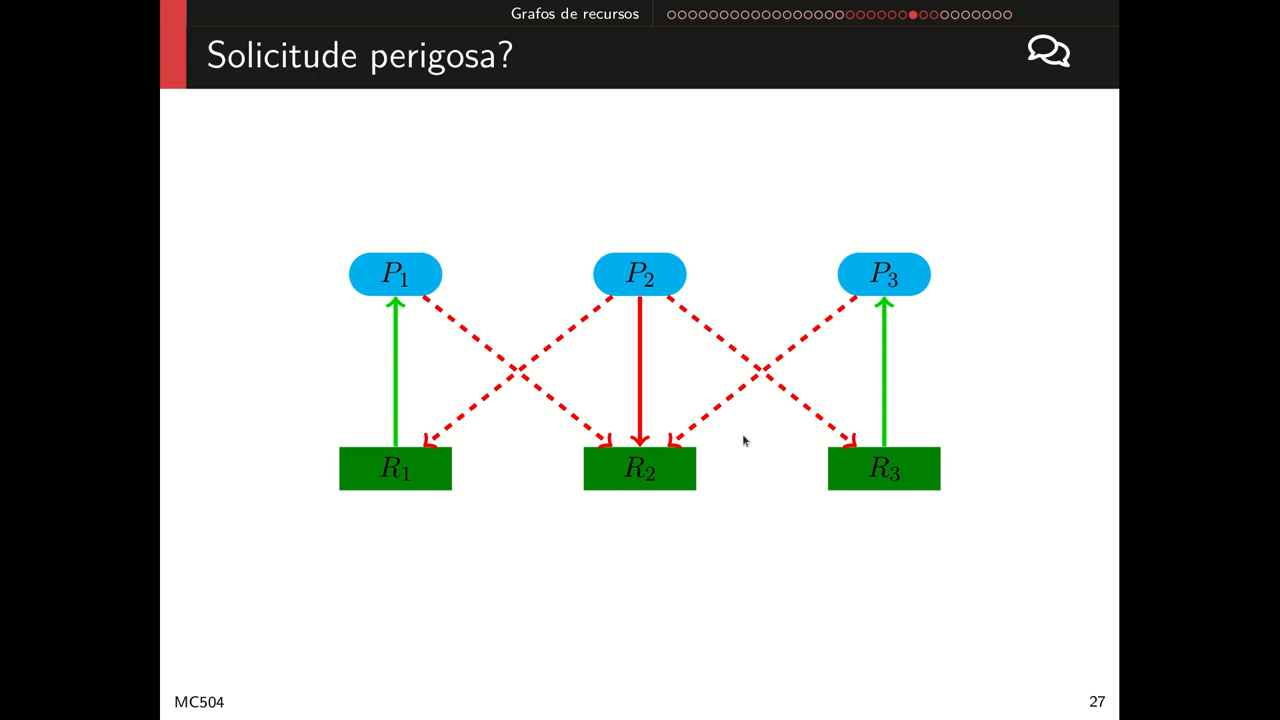 Grafos de recursos
Solicitude perigosa?
P1 P2 P3
R1 R2 R3
MC504 27